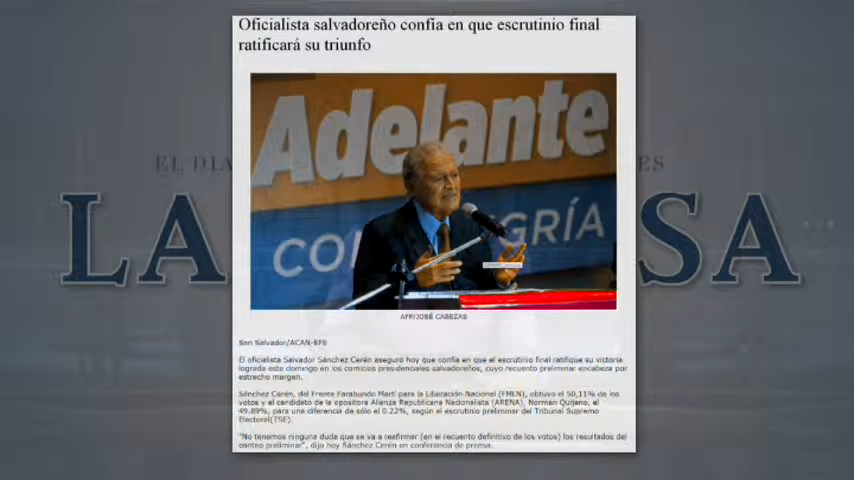 Oficialista salvadoreño confía en que escrutinio final
ratificará su triunfo
Adelante
CON ALEGRÍA
EL DIA ES
LA SA
AFP/JOSÉ CABEZAS
San Salvador/ACAN-EFE
El oficialista Salvador Sánchez Cerén aseguró hoy que confía en que el escrutinio final ratifique su victoria
lograda este domingo en los comicios presidenciales salvadoreños, cuyo recuento preliminar encabeza por
estrecho margen.
Sánchez Cerén, del Frente Farabundo Martí para la Liberación Nacional (FMLN), obtuvo el 50,11% de los
votos y el candidato de la opositora Alianza Republicana Nacionalista (ARENA), Norman Quijano, el
49.89%, para una diferencia de sólo el 0.22%, según el escrutinio preliminar del Tribunal Supremo
Electoral(TSE).
"No tenemos ninguna duda que se va a reafirmar (en el recuento definitivo de los votos) los resultados del
conteo preliminar", dijo hoy Sánchez Cerén en conferencia de prensa.